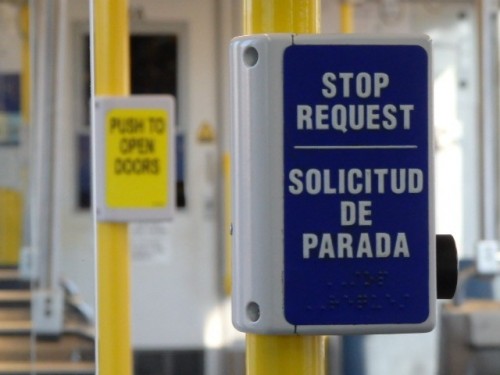 PUSH TO
OPEN
DOORS
STOP
REQUEST
SOLICITUD
DE
PARADA